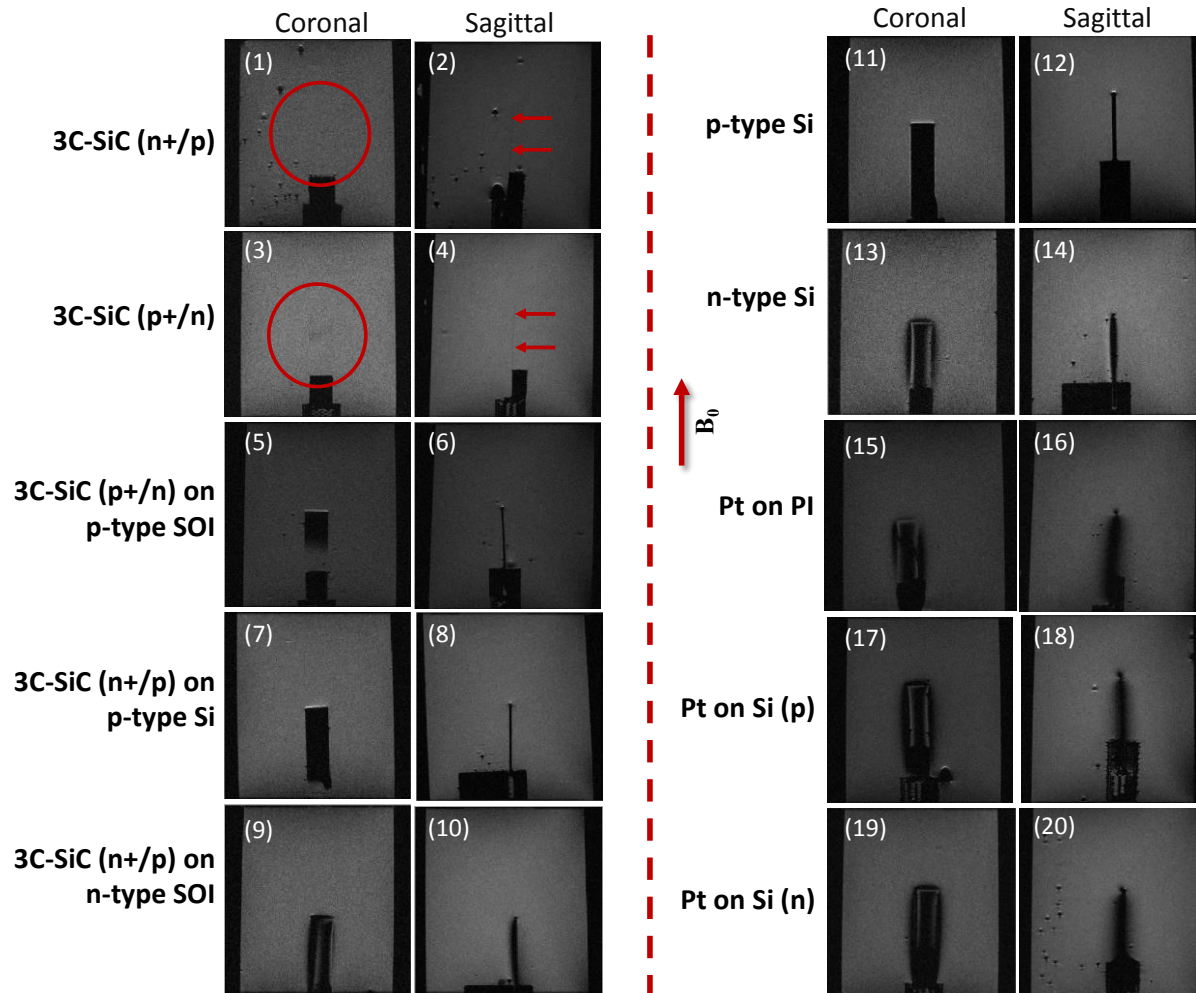 Coronal Sagittal
(1) (2)
3C-SiC (n+/p)
(3) (4)
3C-SiC (p+/n)
(5) (6)
3C-SiC (p+/n) on
p-type SOI
(7) (8)
3C-SiC (n+/p) on
p-type Si
(9) (10)
3C-SiC (n+/p) on
n-type SOI
B₀
Coronal Sagittal
(11) (12)
p-type Si
(13) (14)
n-type Si
(15) (16)
Pt on PI
(17) (18)
Pt on Si (p)
(19) (20)
Pt on Si (n)